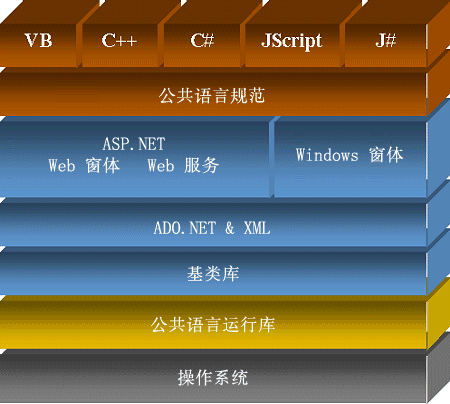 VB C++ C# JScript J#
公共语言规范
ASP.NET
Web 窗体 Web 服务
Windows 窗体
ADO.NET & XML
基类库
公共语言运行库
操作系统